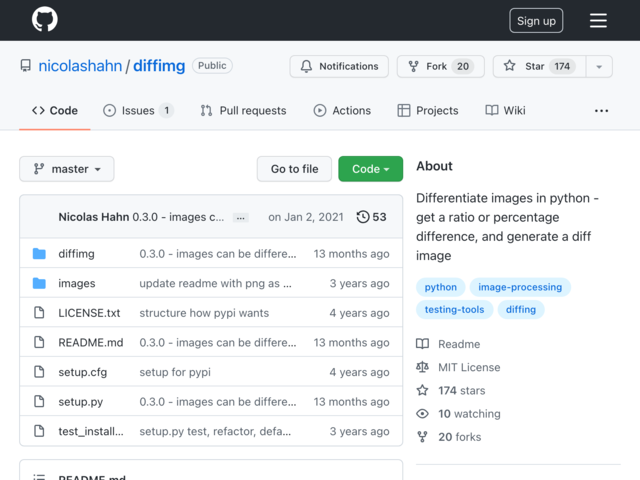 Sign up
nicolashahn / diffimg Public
Notifications Fork 20 Star 174
Code Issues 1 Pull requests Actions Projects Wiki ...
master Go to file Code
Nicolas Hahn 0.3.0 - images c... ... on Jan 2, 2021 53
diffimg 0.3.0 - images can be differe... 13 months ago
images update readme with png as ... 3 years ago
LICENSE.txt structure how pypi wants 4 years ago
README.md 0.3.0 - images can be differe... 13 months ago
setup.cfg setup for pypi 4 years ago
setup.py 0.3.0 - images can be differe... 13 months ago
test_install... setup.py test, refactor, defa... 3 years ago
README.md
About
Differentiate images in python -
get a ratio or percentage
difference, and generate a diff
image
python image-processing
testing-tools diffing
Readme
MIT License
174 stars
10 watching
20 forks